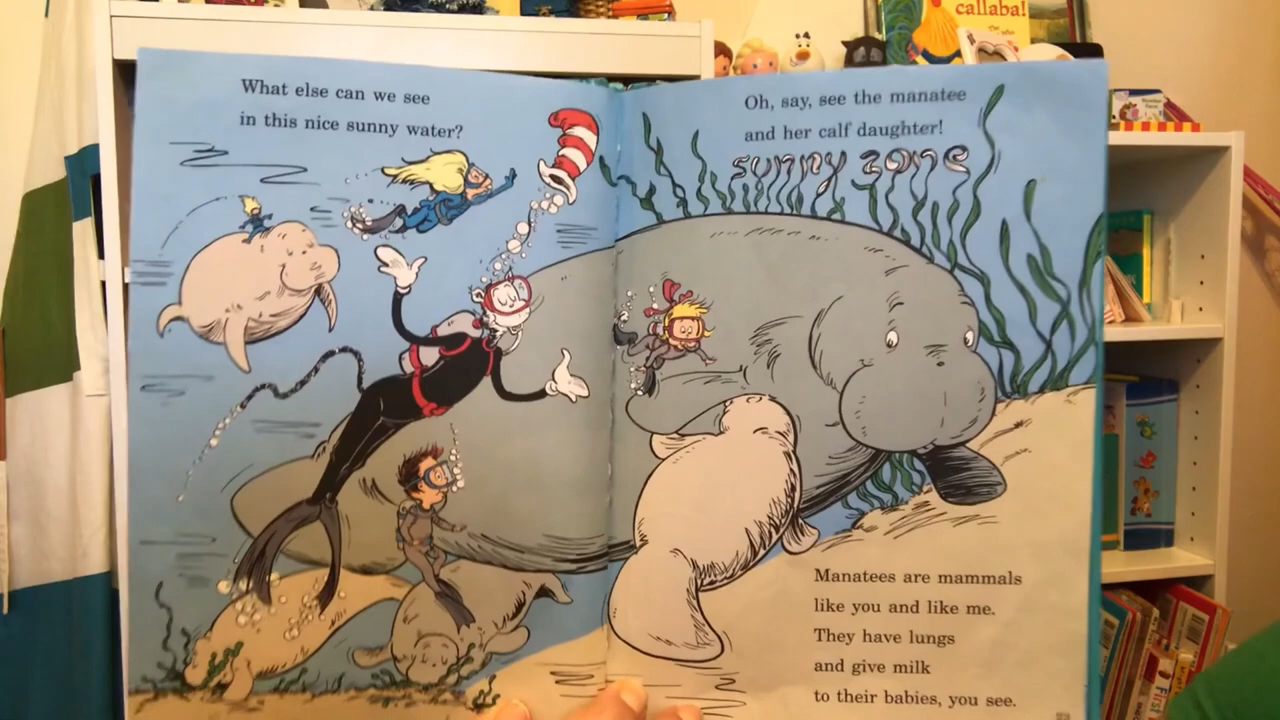 What else can we see
in this nice sunny water?
Oh, say, see the manatee
and her calf daughter!
sunny zone
Manatees are mammals
like you and like me.
They have lungs
and give milk
to their babies, you see.
callaba!
First